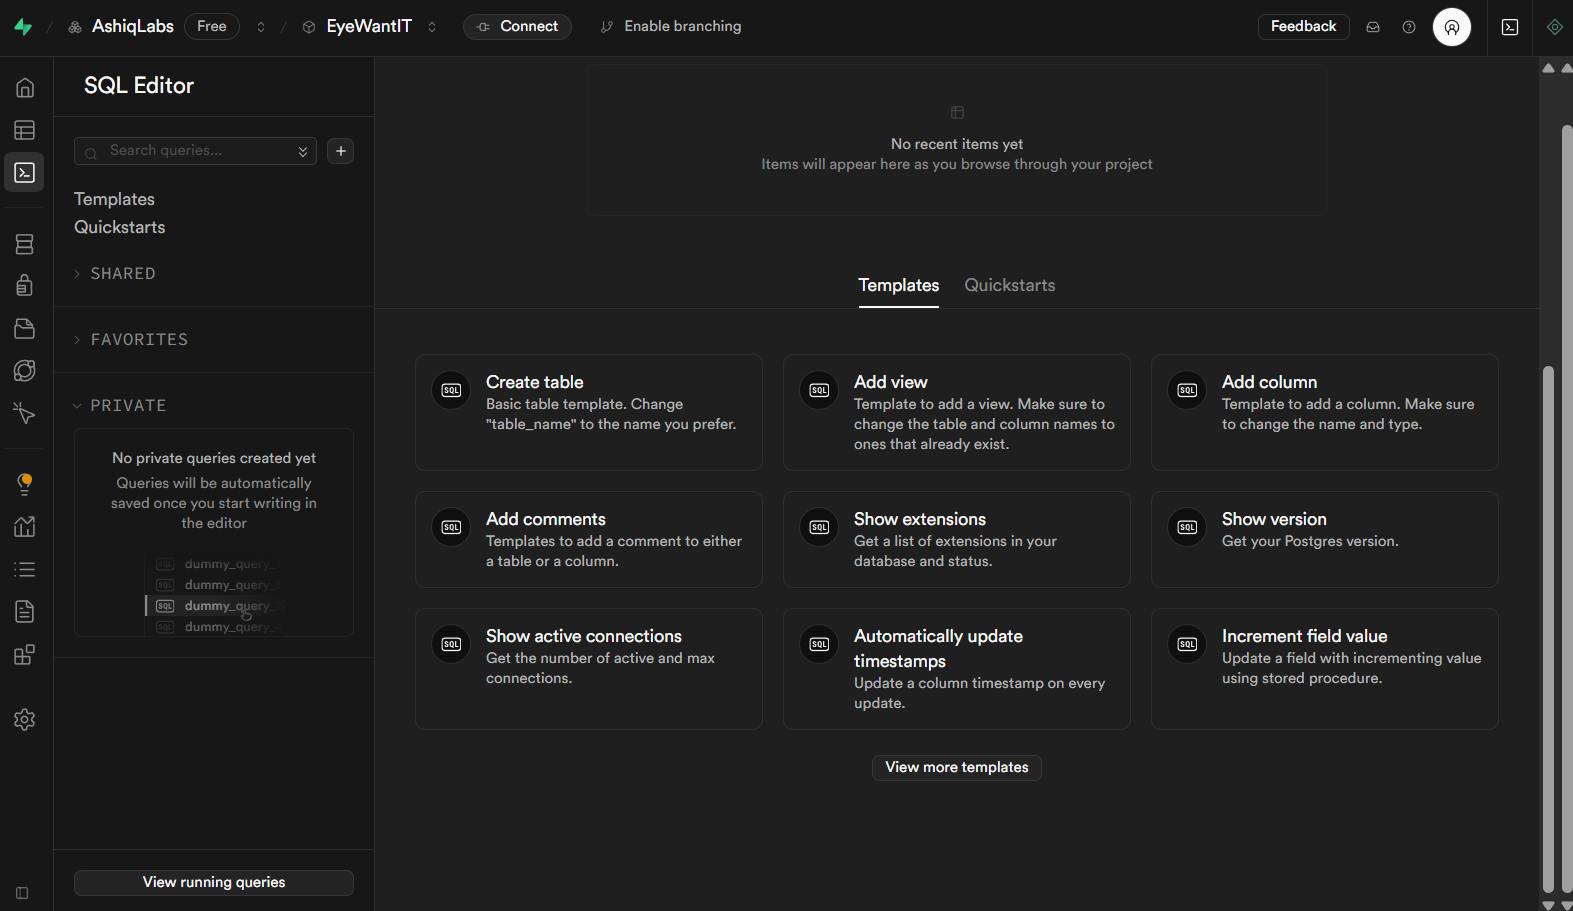 AshiqLabs Free EyeWantIT Connect Enable branching Feedback
SQL Editor
Search queries...
Templates
Quickstarts
SHARED
FAVORITES
PRIVATE
No private queries created yet
Queries will be automatically
saved once you start writing in
the editor
SQL dummy_query_
SQL dummy_query_
SQL dummy_query_
SQL dummy_query_
View running queries
No recent items yet
Items will appear here as you browse through your project
Templates Quickstarts
SQL
Create table
Basic table template. Change
"table_name" to the name you prefer.
SQL
Add view
Template to add a view. Make sure to
change the table and column names to
ones that already exist.
SQL
Add column
Template to add a column. Make sure
to change the name and type.
SQL
Add comments
Templates to add a comment to either
a table or a column.
SQL
Show extensions
Get a list of extensions in your
database and status.
SQL
Show version
Get your Postgres version.
SQL
Show active connections
Get the number of active and max
connections.
SQL
Automatically update
timestamps
Update a column timestamp on every
update.
SQL
Increment field value
Update a field with incrementing value
using stored procedure.
View more templates